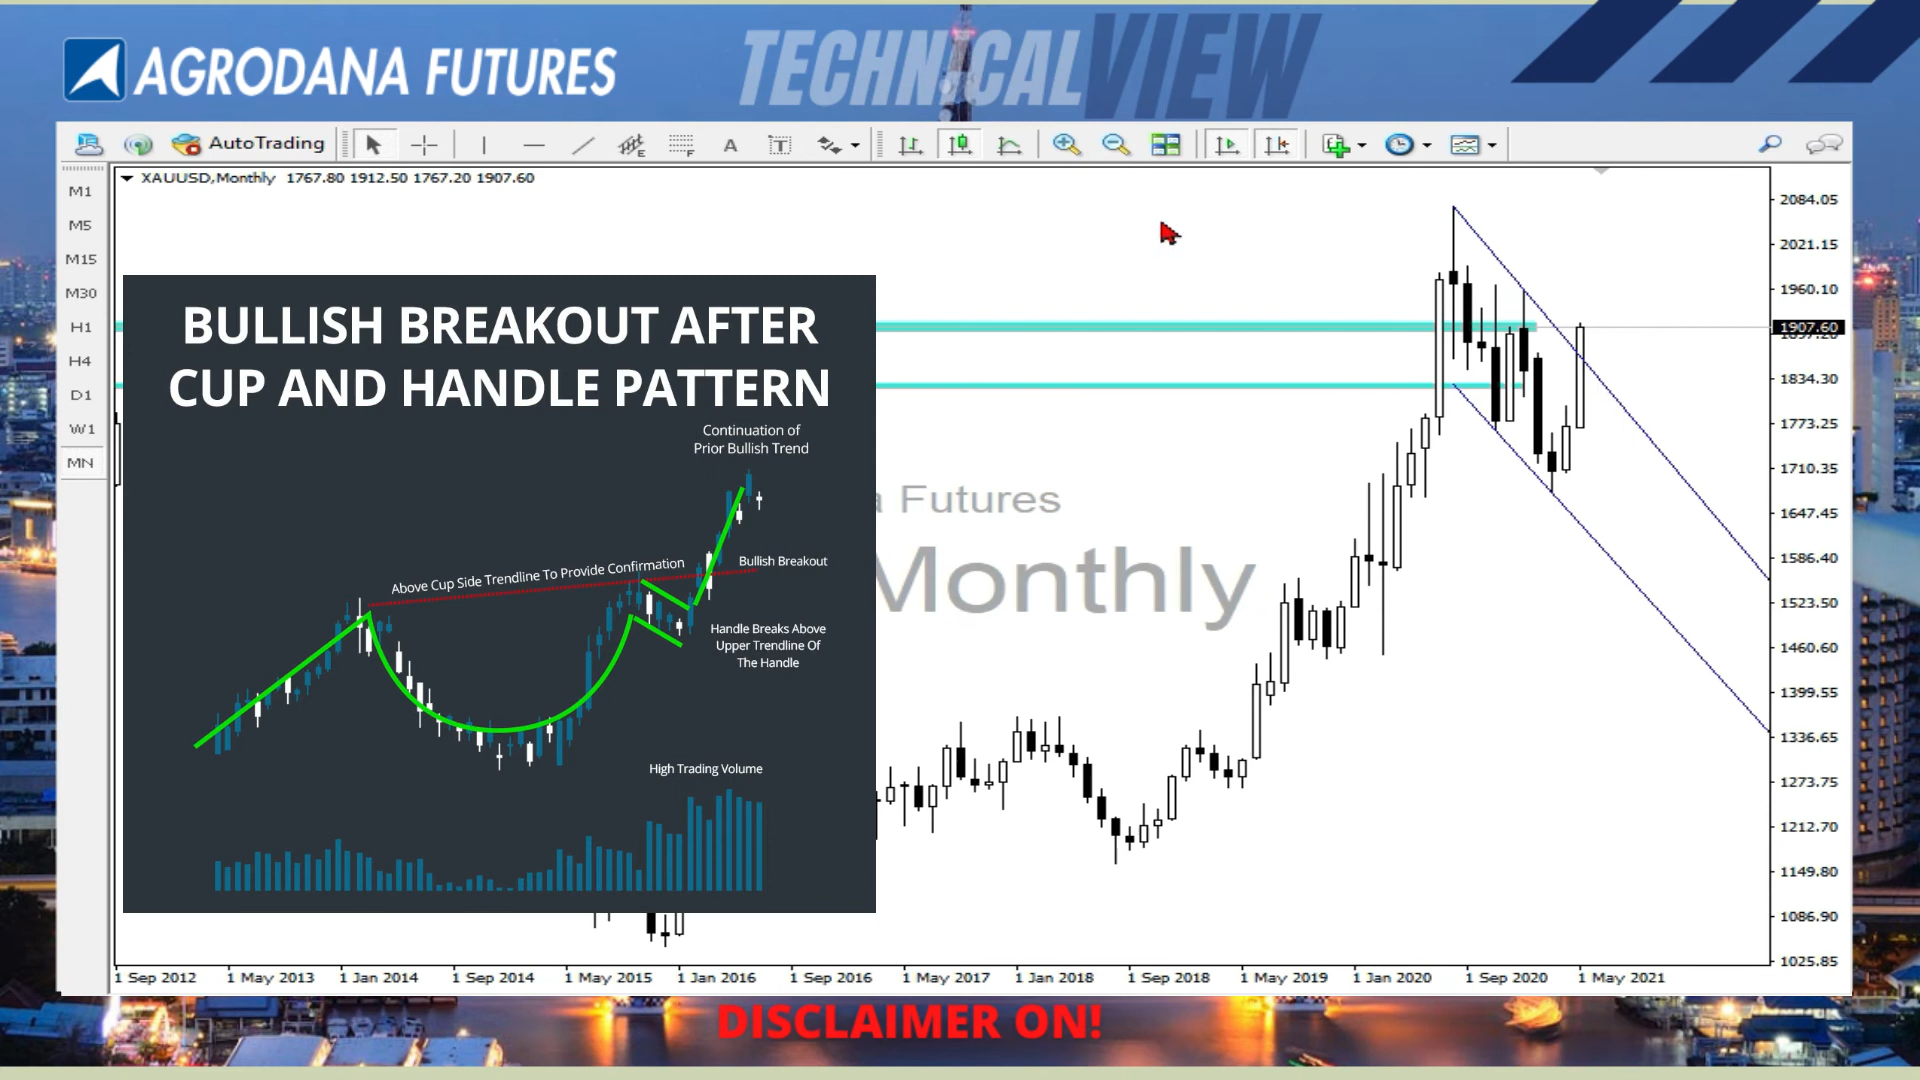 AGRODANA FUTURES
TECHNICALVIEW
AutoTrading
E
F
A
T
M1
M5
M15
M30
H1
H4
D1
W1
MN
XAUUSD,Monthly 1767.80 1912.50 1767.20 1907.60
BULLISH BREAKOUT AFTER
CUP AND HANDLE PATTERN
Continuation of
Prior Bullish Trend
Above Cup Side Trendline To Provide Confirmation
Bullish Breakout
Handle Breaks Above
Upper Trendline Of
The Handle
High Trading Volume
a Futures
Monthly
2084.05
2021.15
1960.10
1907.60
1834.30
1773.25
1710.35
1647.45
1586.40
1523.50
1460.60
1399.55
1336.65
1273.75
1212.70
1149.80
1086.90
1025.85
1 Sep 2012 1 May 2013 1 Jan 2014 1 Sep 2014 1 May 2015 1 Jan 2016 1 Sep 2016 1 May 2017 1 Jan 2018 1 Sep 2018 1 May 2019 1 Jan 2020 1 Sep 2020 1 May 2021
DISCLAIMER ON!